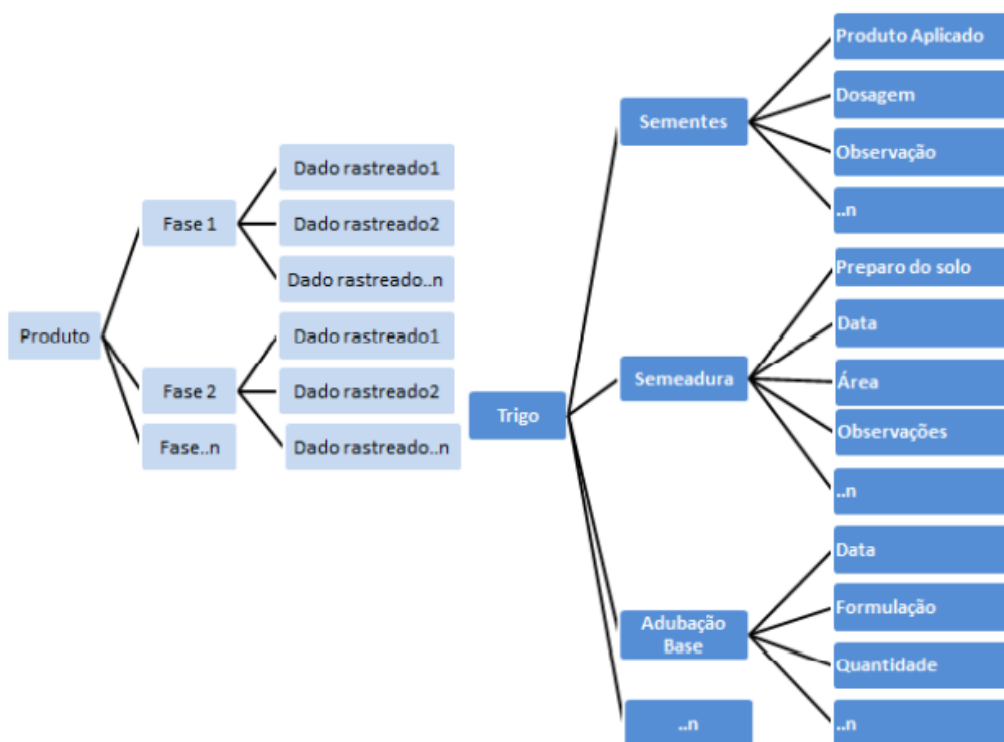 Produto
Fase 1
Dado rastreado1
Dado rastreado2
Dado rastreado..n
Fase 2
Dado rastreado1
Dado rastreado2
Dado rastreado..n
Fase..n
Trigo
Sementes
Produto Aplicado
Dosagem
Observação
..n
Semeadura
Preparo do solo
Data
Área
Observações
..n
Adubação
Base
Data
Formulação
Quantidade
..n
..n